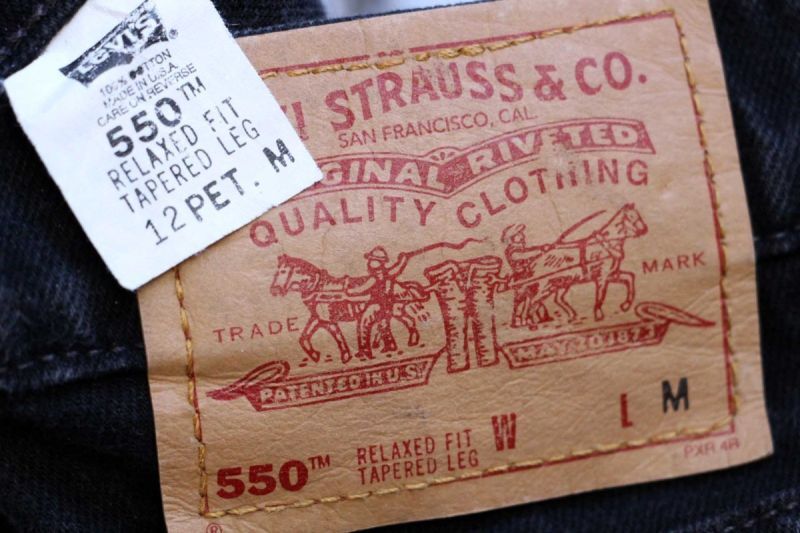 Levi's
100% COTTON
MADE IN U.S.A.
CARE ON REVERSE
550™
RELAXED FIT
TAPERED LEG
12 PET. M
STRAUSS & CO.
SAN FRANCISCO, CAL.
ORIGINAL RIVETED
QUALITY CLOTHING
TRADE MARK
PATENTED IN U.S.
MAY 20 1873
550™ RELAXED FIT TAPERED LEG W L M
PXR 4R
®